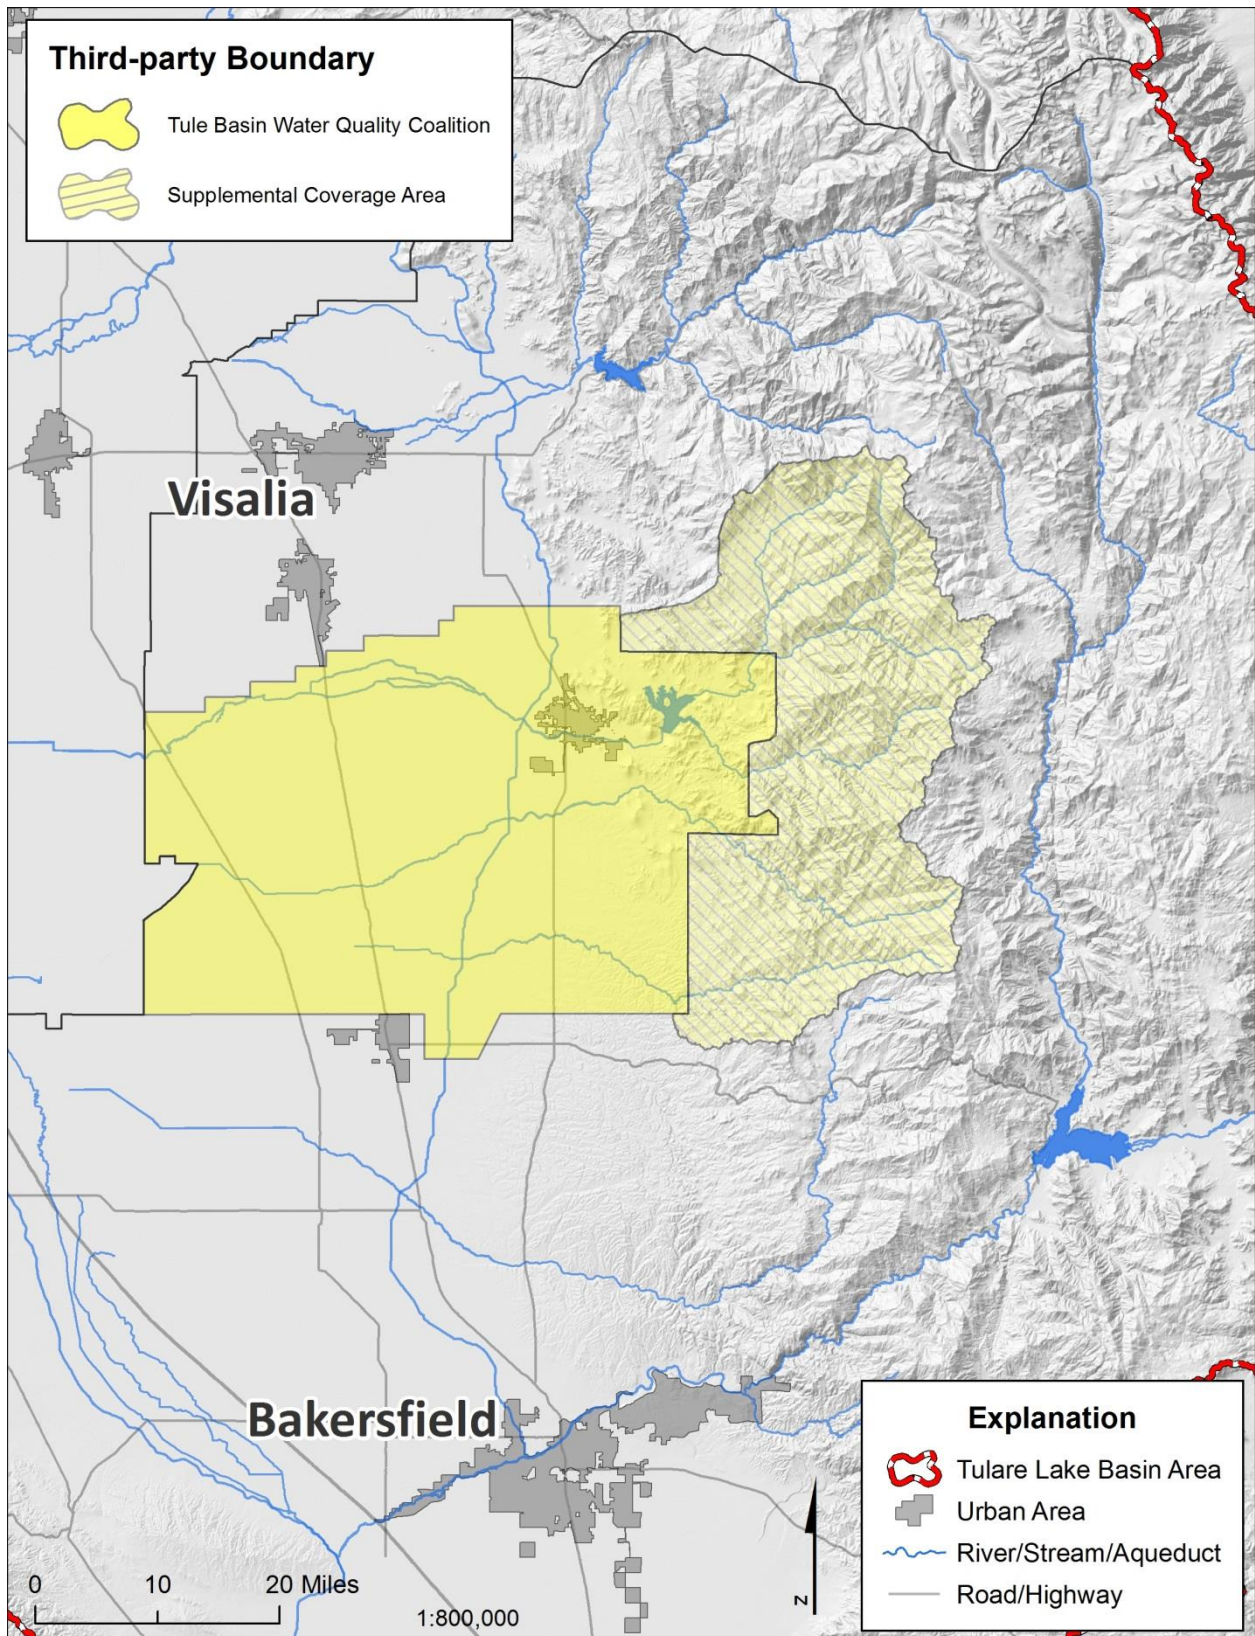 Third-party Boundary
Tule Basin Water Quality Coalition
Supplemental Coverage Area
Visalia
Bakersfield
Explanation
Tulare Lake Basin Area
Urban Area
River/Stream/Aqueduct
Road/Highway
0 10 20 Miles
1:800,000
N